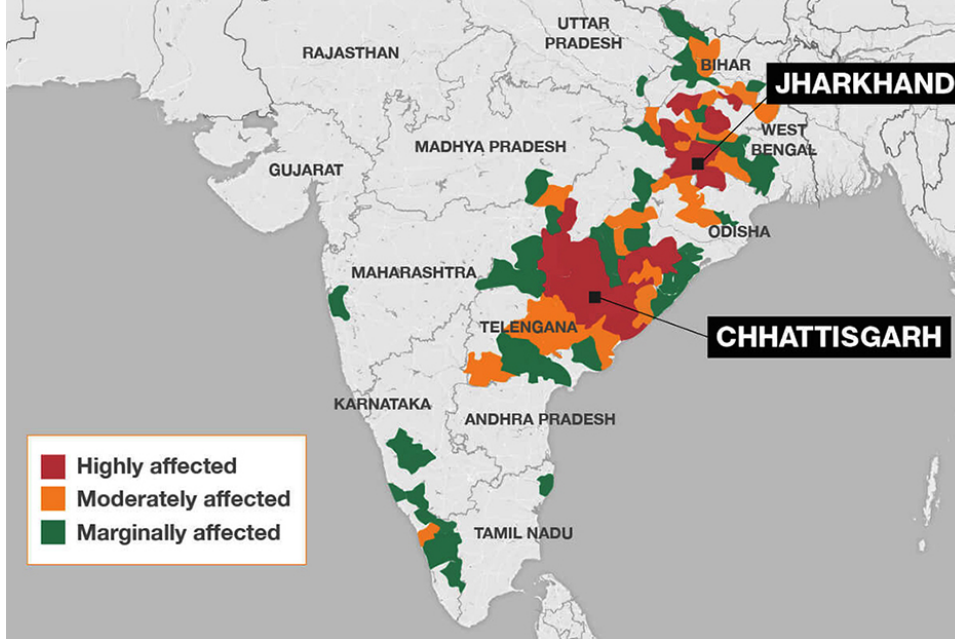 UTTAR
PRADESH
RAJASTHAN
BIHAR
JHARKHAND
WEST
BENGAL
MADHYA PRADESH
GUJARAT
ODISHA
MAHARASHTRA
TELENGANA
CHHATTISGARH
KARNATAKA
ANDHRA PRADESH
Highly affected
Moderately affected
Marginally affected
TAMIL NADU